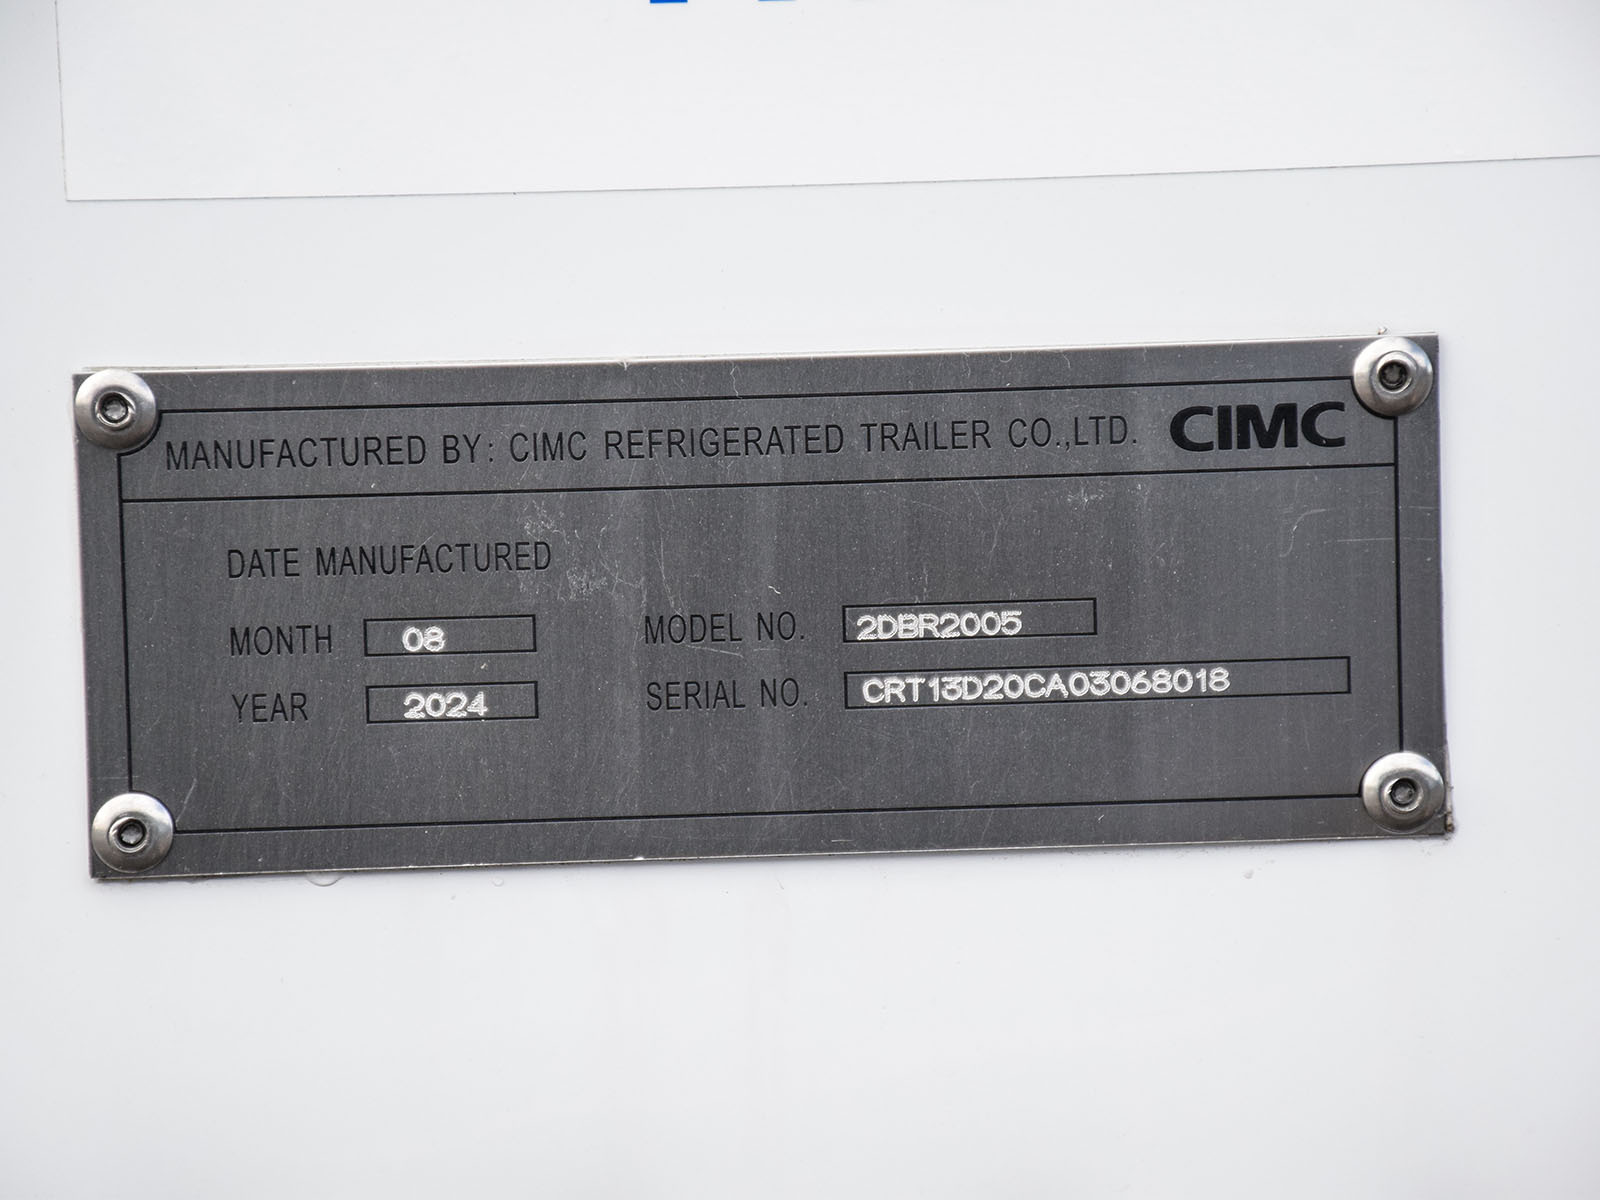 MANUFACTURED BY: CIMC REFRIGERATED TRAILER CO.,LTD. CIMC
DATE MANUFACTURED
MONTH 08 MODEL NO. 2DBR2005
YEAR 2024 SERIAL NO. CRT13D20CA03068018